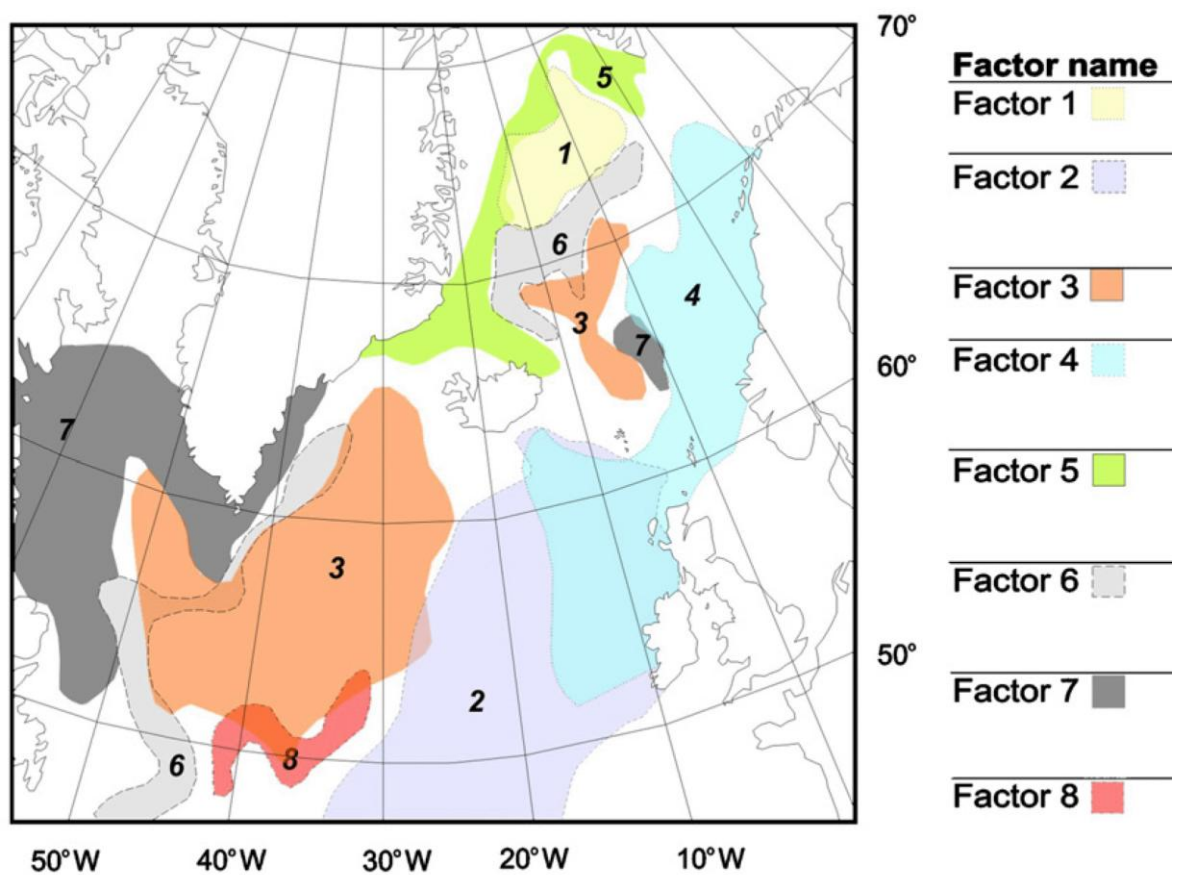 70°
60°
50°
50°W
40°W
30°W
20°W
10°W
5
1
6
4
3
7
7
3
2
6
8
Factor name
Factor 1
Factor 2
Factor 3
Factor 4
Factor 5
Factor 6
Factor 7
Factor 8